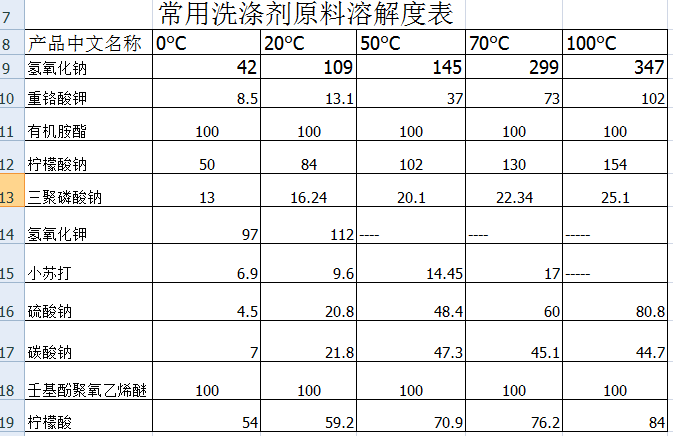 7 常用洗涤剂原料溶解度表
8 产品中文名称 0°C 20°C 50°C 70°C 100°C
9 氢氧化钠 42 109 145 299 347
10 重铬酸钾 8.5 13.1 37 73 102
11 有机胺酯 100 100 100 100 100
12 柠檬酸钠 50 84 102 130 154
13 三聚磷酸钠 13 16.24 20.1 22.34 25.1
14 氢氧化钾 97 112 ---- ---- -----
15 小苏打 6.9 9.6 14.45 17 -----
16 硫酸钠 4.5 20.8 48.4 60 80.8
17 碳酸钠 7 21.8 47.3 45.1 44.7
18 壬基酚聚氧乙烯醚 100 100 100 100 100
19 柠檬酸 54 59.2 70.9 76.2 84